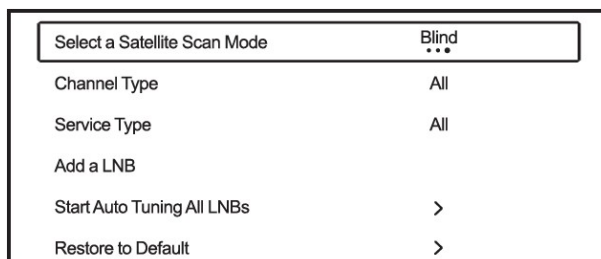 Select a Satellite Scan Mode Blind
Channel Type All
Service Type All
Add a LNB
Start Auto Tuning All LNBs >
Restore to Default >